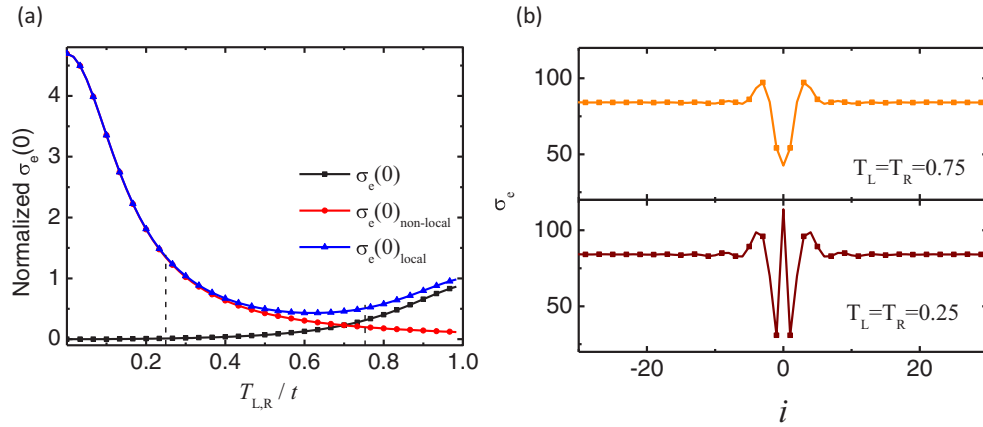 (a)
Normalized σe(0)
4
3
2
1
0
σe(0)
σe(0)non-local
σe(0)local
0.0 0.2 0.4 0.6 0.8 1.0
TL,R / t
(b)
σe
100
50
TL=TR=0.75
100
50
TL=TR=0.25
-20 0 20
i